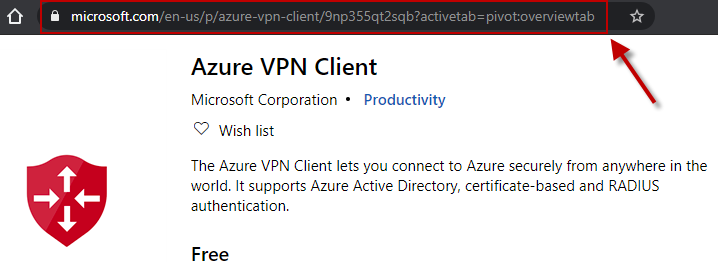 microsoft.com/en-us/p/azure-vpn-client/9np355qt2sqb?activetab=pivot:overviewtab
Azure VPN Client
Microsoft Corporation • Productivity
Wish list
The Azure VPN Client lets you connect to Azure securely from anywhere in the
world. It supports Azure Active Directory, certificate-based and RADIUS
authentication.
Free